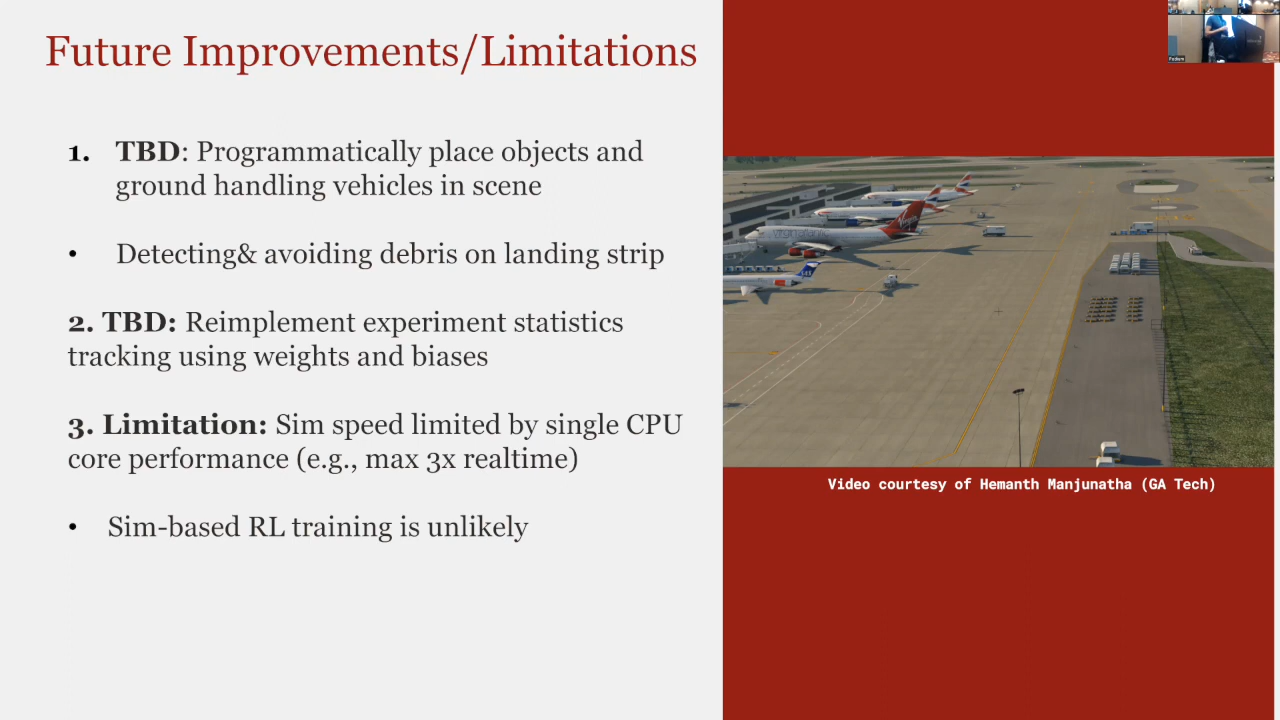 Future Improvements/Limitations
1. TBD: Programmatically place objects and
ground handling vehicles in scene
• Detecting& avoiding debris on landing strip
2. TBD: Reimplement experiment statistics
tracking using weights and biases
3. Limitation: Sim speed limited by single CPU
core performance (e.g., max 3x realtime)
• Sim-based RL training is unlikely
Video courtesy of Hemanth Manjunatha (GA Tech)
Podium